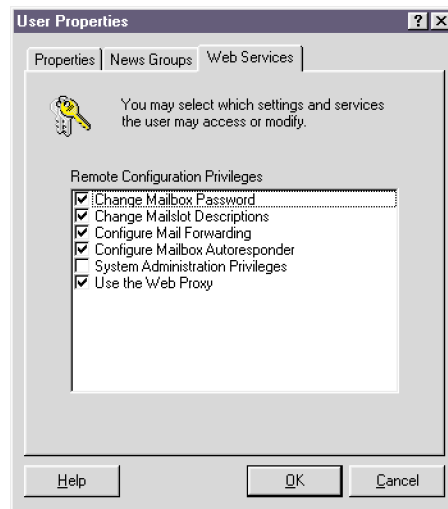 User Properties
Properties News Groups Web Services
You may select which settings and services
the user may access or modify.
Remote Configuration Privileges
Change Mailbox Password
Change Mailslot Descriptions
Configure Mail Forwarding
Configure Mailbox Autoresponder
System Administration Privileges
Use the Web Proxy
Help OK Cancel